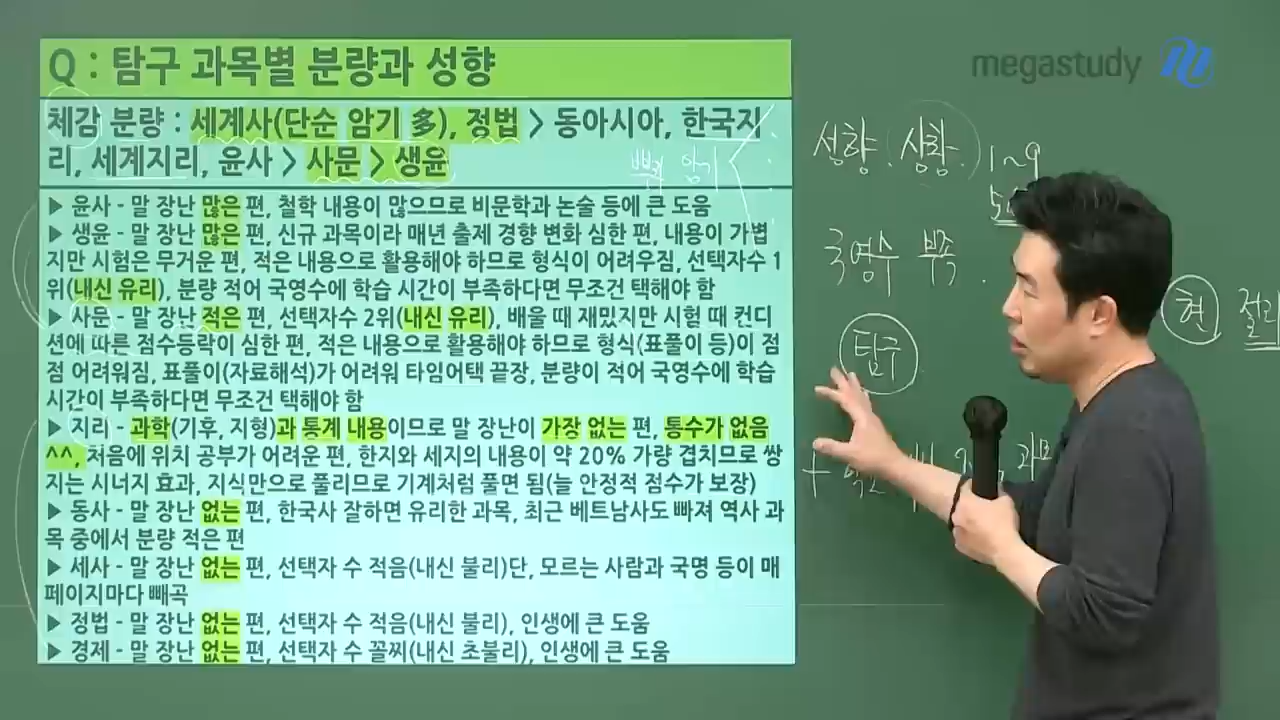 Q : 탐구 과목별 분량과 성향
체감 분량 : 세계사(단순 암기 多), 정법 > 동아시아, 한국지
리, 세계지리, 윤사 > 사문 > 생윤
▶ 윤사 - 말 장난 많은 편, 철학 내용이 많으므로 비문학과 논술 등에 큰 도움
▶ 생윤 - 말 장난 많은 편, 신규 과목이라 매년 출제 경향 변화 심한 편, 내용이 가볍
지만 시험은 무거운 편, 적은 내용으로 활용해야 하므로 형식이 어려우짐, 선택자수 1
위(내신 유리), 분량 적어 국영수에 학습 시간이 부족하다면 무조건 택해야 함
▶ 사문 - 말 장난 적은 편, 선택자수 2위(내신 유리), 배울 때 재밌지만 시험 때 컨디
션에 따른 점수등락이 심한 편, 적은 내용으로 활용해야 하므로 형식(표풀이 등)이 점
점 어려워짐, 표풀이(자료해석)가 어려워 타임어택 끝장, 분량이 적어 국영수에 학습
시간이 부족하다면 무조건 택해야 함
▶ 지리 - 과학(기후, 지형)과 통계 내용이므로 말 장난이 가장 없는 편, 통수가 없음
^^, 처음에 위치 공부가 어려운 편, 한지와 세지의 내용이 약 20% 가량 겹치므로 쌍
지는 시너지 효과, 지식만으로 풀리므로 기계처럼 풀면 됨(늘 안정적 점수가 보장)
▶ 동사 - 말 장난 없는 편, 한국사 잘하면 유리한 과목, 최근 베트남사도 빠져 역사 과
목 중에서 분량 적은 편
▶ 세사 - 말 장난 없는 편, 선택자 수 적음(내신 불리)단, 모르는 사람과 국명 등이 매
페이지마다 빼곡
▶ 정법 - 말 장난 없는 편, 선택자 수 적음(내신 불리), 인생에 큰 도움
▶ 경제 - 말 장난 없는 편, 선택자 수 꼴찌(내신 초불리), 인생에 큰 도움
암기
megastudy
성향. 상황.
1~9
국영수 부족.
탐구
현